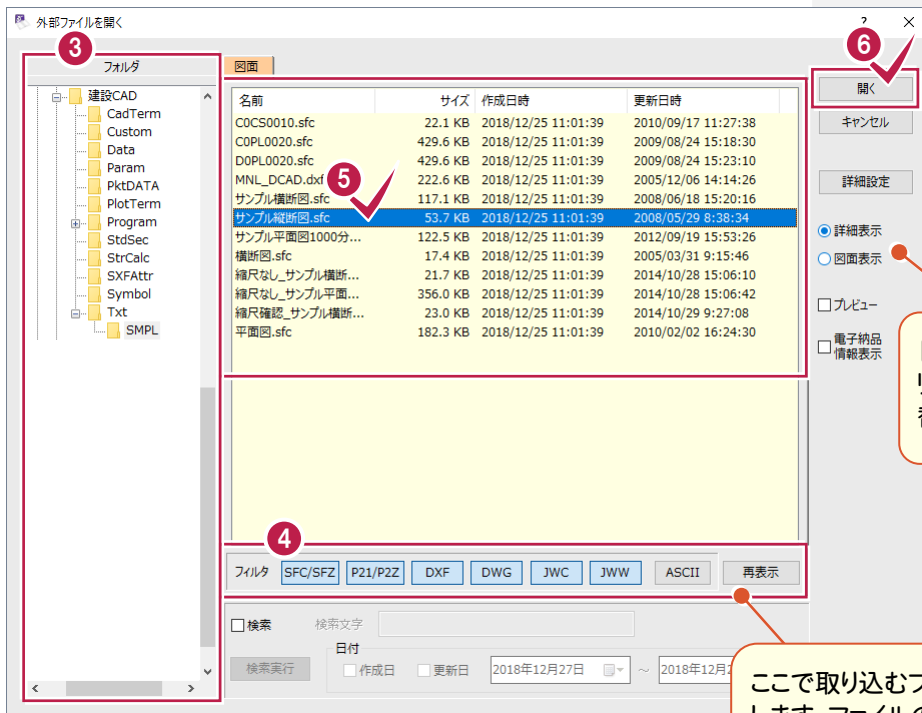 外部ファイルを開く
? ×
3
フォルダ
建設CAD
CadTerm
Custom
Data
Param
PktDATA
PlotTerm
Program
StdSec
StrCalc
SXFAttr
Symbol
Txt
SMPL
図面
名前 サイズ 作成日時 更新日時
C0CS0010.sfc 22.1 KB 2018/12/25 11:01:39 2010/09/17 11:27:38
C0PL0020.sfc 429.6 KB 2018/12/25 11:01:39 2009/08/24 15:18:30
D0PL0020.sfc 429.6 KB 2018/12/25 11:01:39 2009/08/24 15:23:10
MNL_DCAD.dxf 222.6 KB 2018/12/25 11:01:39 2005/12/06 14:14:26
5
サンプル横断図.sfc 117.1 KB 2018/12/25 11:01:39 2008/06/18 15:20:16
サンプル縦断図.sfc 53.7 KB 2018/12/25 11:01:39 2008/05/29 8:38:34
サンプル平面図1000分... 122.5 KB 2018/12/25 11:01:39 2012/09/19 15:53:26
横断図.sfc 17.4 KB 2018/12/25 11:01:39 2005/03/31 9:15:46
縮尺なし_サンプル横断... 21.7 KB 2018/12/25 11:01:39 2014/10/28 15:06:10
縮尺なし_サンプル平面... 356.0 KB 2018/12/25 11:01:39 2014/10/28 15:06:42
縮尺確認_サンプル横断... 23.0 KB 2018/12/25 11:01:39 2014/10/29 9:27:08
平面図.sfc 182.3 KB 2018/12/25 11:01:39 2010/02/02 16:24:30
4
フィルタ SFC/SFZ P21/P2Z DXF DWG JWC JWW ASCII 再表示
検索 検索文字
日付
検索実行 作成日 更新日 2018年12月27日 ～ 2018年12月2
6
開く
キャンセル
詳細設定
詳細表示
図面表示
プレビュー
電子納品
情報表示
ここで取り込むフ
します ファイルの